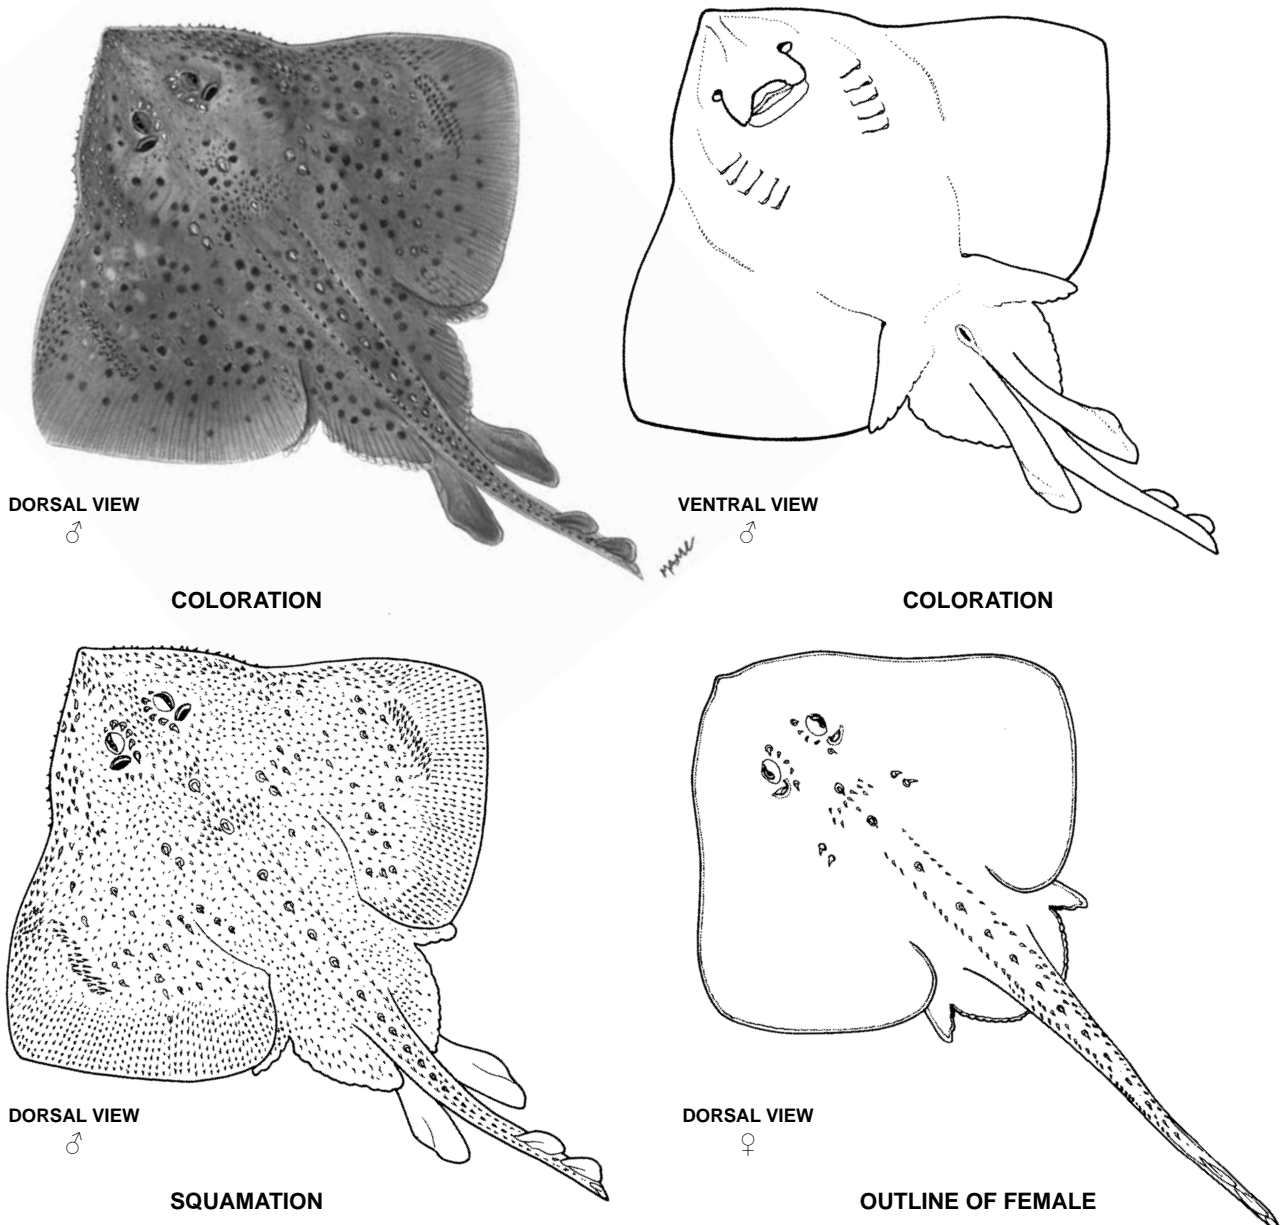 DORSAL VIEW
♂
COLORATION
VENTRAL VIEW
♂
COLORATION
DORSAL VIEW
♂
SQUAMATION
DORSAL VIEW
♀
OUTLINE OF FEMALE